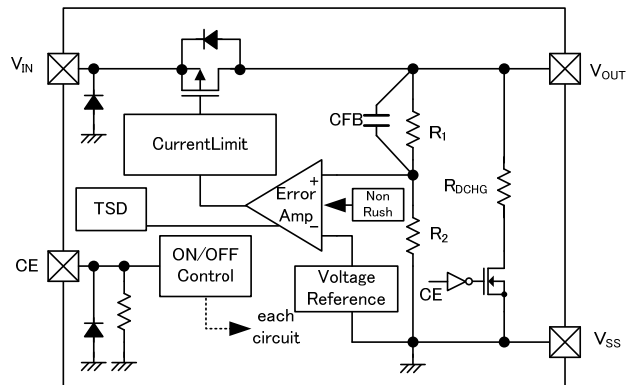 VIN
VOUT
CFB
R1
CurrentLimit
RDCHG
TSD
Error
Amp
+
−
Non
Rush
R2
CE
ON/OFF
Control
Voltage
Reference
CE
each
circuit
VSS